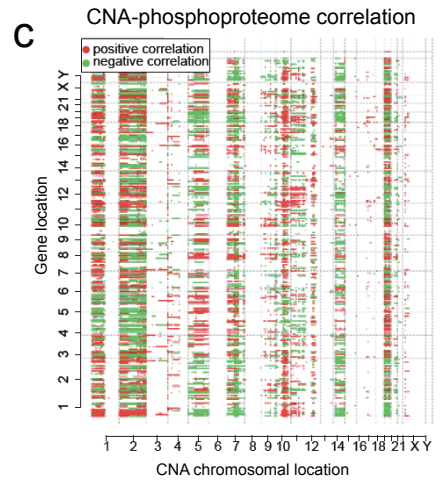 C
CNA-phosphoproteome correlation
positive correlation
negative correlation
Gene location
X Y
21
18
16
14
12
10
9
8
7
6
5
4
3
2
1
1 2 3 4 5 6 7 8 9 10 12 14 16 18 21 X Y
CNA chromosomal location